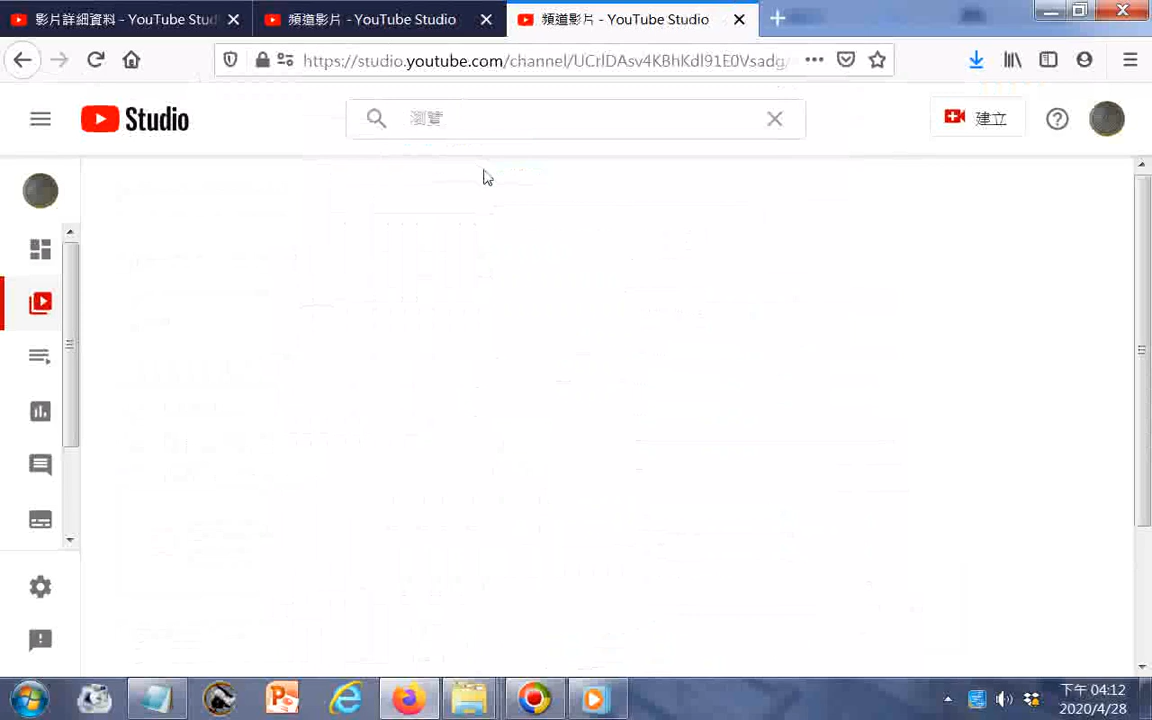 影片詳細資料 - YouTube Stud
頻道影片 - YouTube Studio
頻道影片 - YouTube Studio
https://studio.youtube.com/channel/UCrIDAsv4KBhKdl91E0Vsadg/
Studio
瀏覽
建立
下午 04:12
2020/4/28